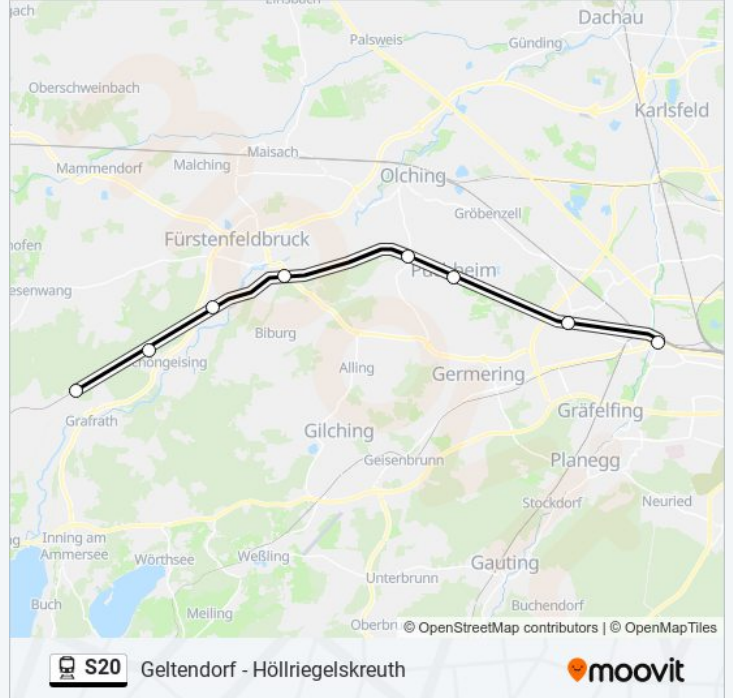 Einsbach
Dachau
Palsweis
Günding
Oberschweinbach
Karlsfeld
Maisach
Mammendorf
Malching
Olching
Gröbenzell
Fürstenfeldbruck
hofen
Puchheim
esenwang
Biburg
Schöngeising
Alling
Germering
Grafrath
Gräfelfing
Gilching
Geisenbrunn
Planegg
Stockdorf
Neuried
Inning am
Ammersee
Wörthsee
Weßling
Gauting
Unterbrunn
Buch
Buchendorf
Meiling
Oberbr
© OpenStreetMap contributors | © OpenMapTiles
S20 Geltendorf - Höllriegelskreuth
moovit